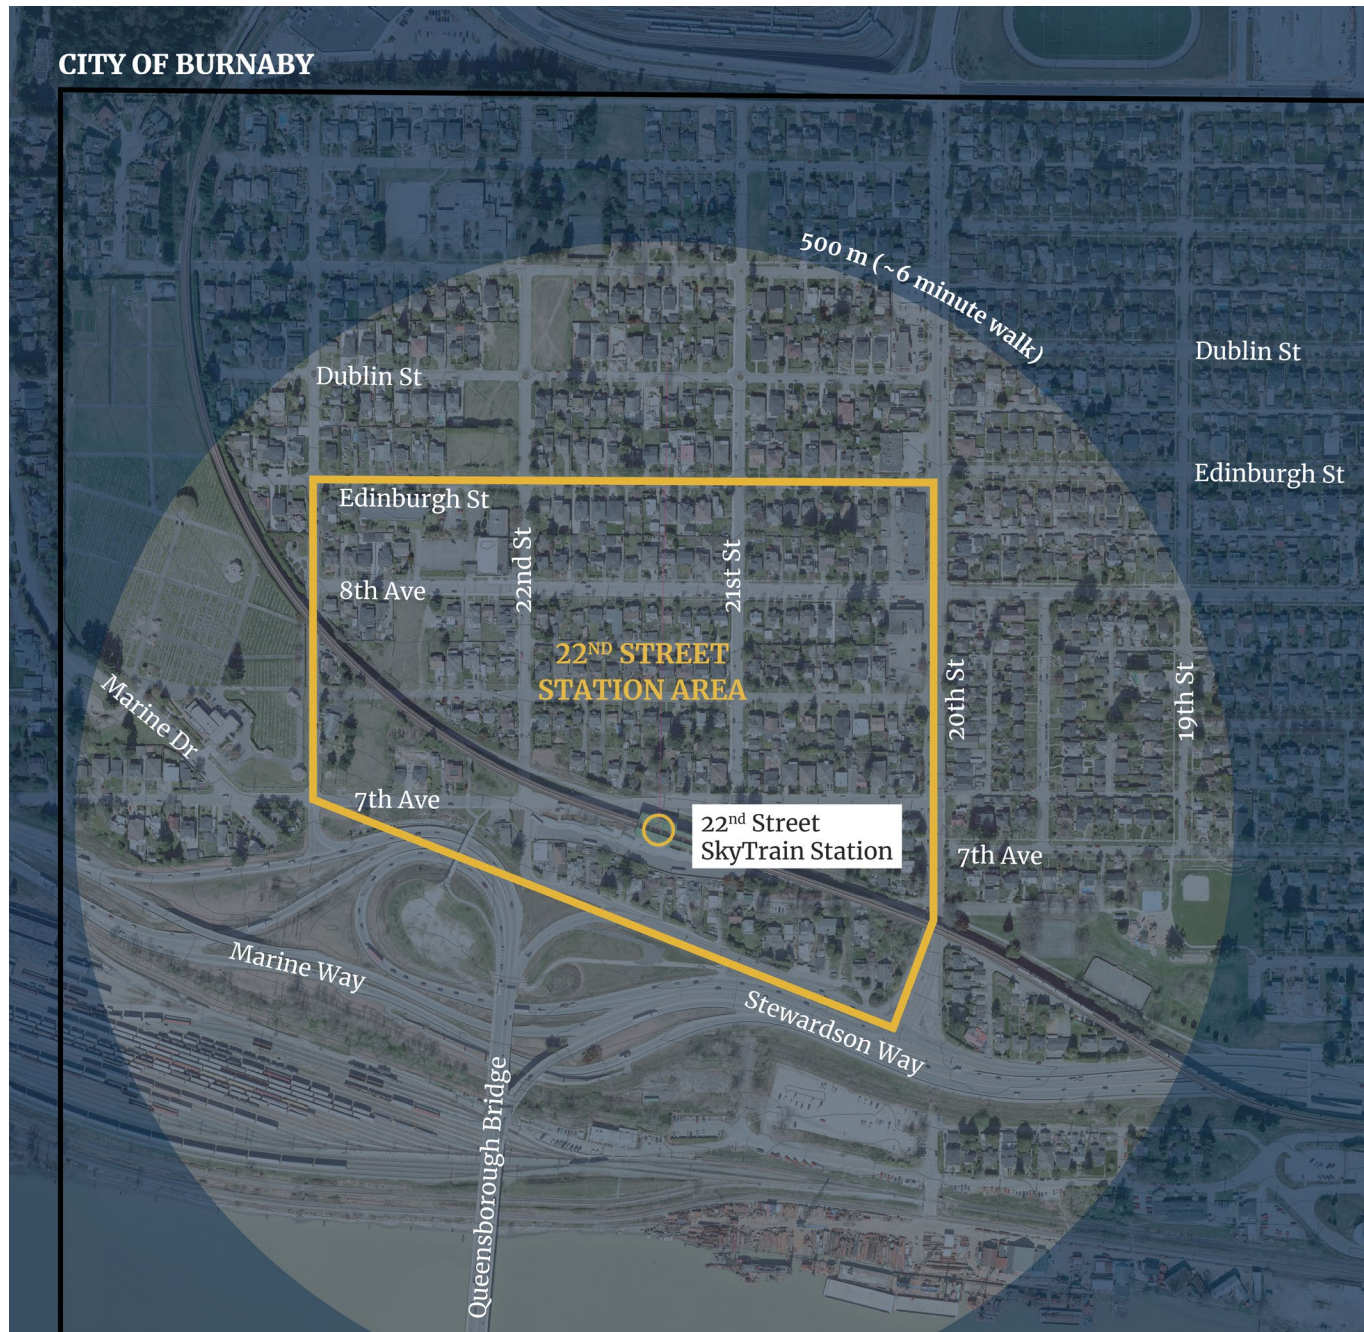 CITY OF BURNABY
500 m (~6 minute walk)
Dublin St
Dublin St
Edinburgh St
Edinburgh St
22nd St
21st St
8th Ave
22ND STREET
STATION AREA
20th St
19th St
Marine Dr
7th Ave
22nd Street
SkyTrain Station
7th Ave
Marine Way
Stewardson Way
Queensborough Bridge